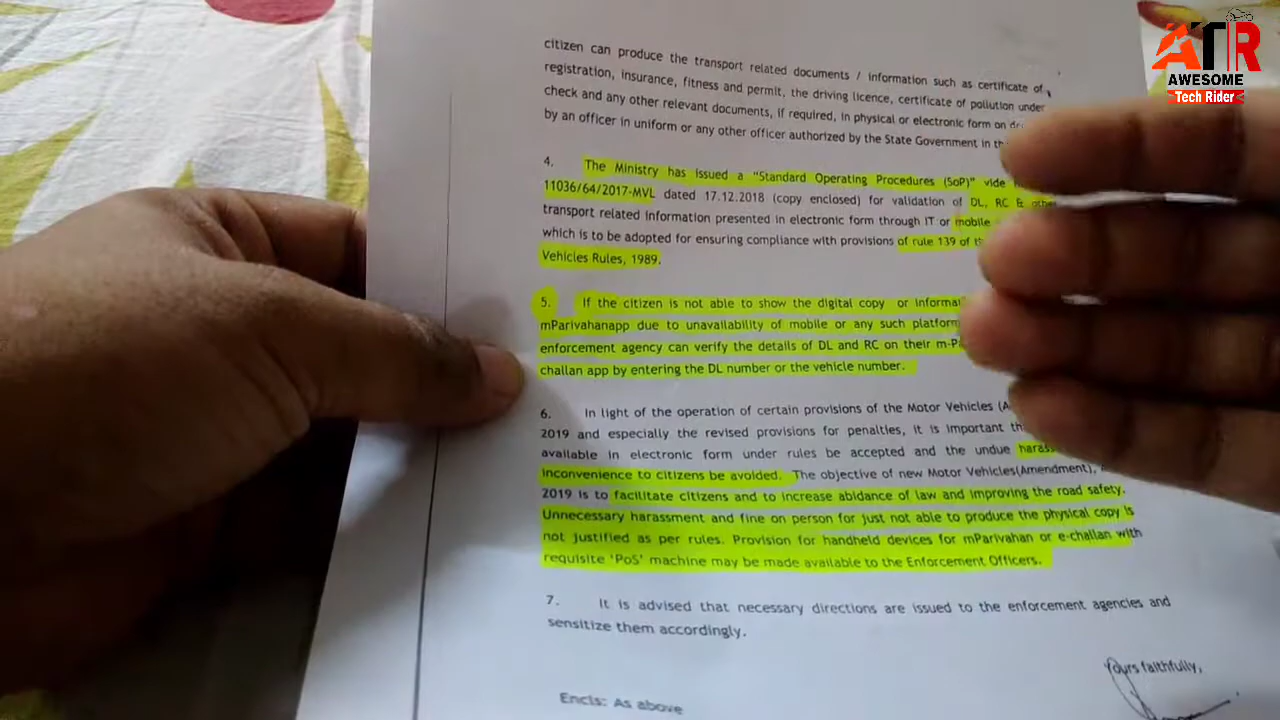 ATR
AWESOME
Tech Rider
citizen can produce the transport related documents / information such as certificate of
registration, insurance, fitness and permit, the driving licence, certificate of pollution under
check and any other relevant documents, if required, in physical or electronic form on
by an officer in uniform or any other officer authorized by the State Government in
4. The Ministry has issued a "Standard Operating Procedures (SoP)" vide
11036/64/2017-MVL dated 17.12.2018 (copy enclosed) for validation of DL, RC & other
transport related information presented in electronic form through IT or mobile
which is to be adopted for ensuring compliance with provisions of rule 139 of
Vehicles Rules, 1989.
5. If the citizen is not able to show the digital copy or
mParivahanapp due to unavailability of mobile or any such platform
enforcement agency can verify the details of DL and RC on their
challan app by entering the DL number or the vehicle number.
6. In light of the operation of certain provisions of the Motor Vehicles
2019 and especially the revised provisions for penalties, it is important
available in electronic form under rules be accepted and the undue
inconvenience to citizens be avoided. The objective of new Motor Vehicles(Amendment),
2019 is to facilitate citizens and to increase abidance of law and improving the road safety.
Unnecessary harassment and fine on person for just not able to produce the physical copy is
not justified as per rules. Provision for handheld devices for mParivahan or e-challan with
requisite 'PoS' machine may be made available to the Enforcement Officers.
7. It is advised that necessary directions are issued to the enforcement agencies and
sensitize them accordingly.
Yours faithfully,
Encls: As above